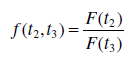 f(t₂,t₃) = F(t₂) / F(t₃)